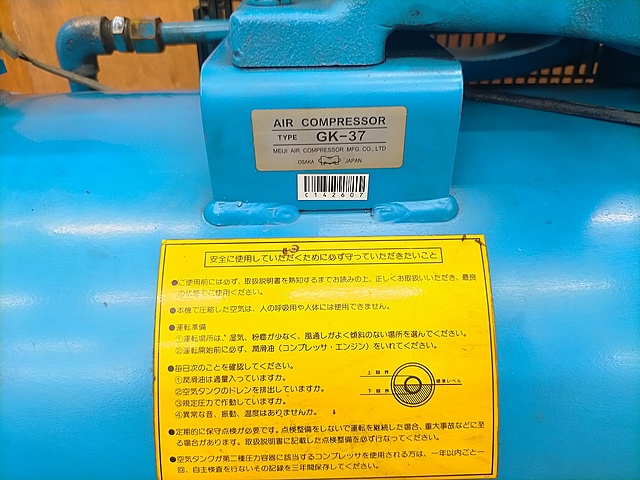 AIR COMPRESSOR
TYPE GK-37
MEIJI AIR COMPRESSOR MFG. CO., LTD
OSAKA JAPAN
C142607
安全に使用していただくために必ず守っていただきたいこと
●ご使用前には必ず、取扱説明書を熟知するまでお読みの上、正しくお取扱いいただき、最良
の状態でご使用ください。
●本機で圧縮した空気は、人の呼吸用や人体には使用できません。
●運転準備
①運転場所は、湿気、粉塵が少なく、風通しがよく傾斜のない場所を選んでください。
②運転開始前に必ず、潤滑油（コンプレッサ・エンジン）をいれてください。
●毎日次のことを確認してください。
①潤滑油は適量入っていますか。
②空気タンクのドレンを排出していますか。
③規定圧力で作動していますか。
④異常な音、振動、温度はありませんか。
上限界
標準レベル
下限界
●定期的に保守点検が必要です。点検整備をしないで運転を継続した場合、重大事故などに至
る場合があります。取扱説明書に記載した点検整備を必ず行なってください。
●空気タンクが第二種圧力容器に該当するコンプレッサを使用される方は、一年以内ごと一
回、自主検査を行ないその記録を三年間保存してください。